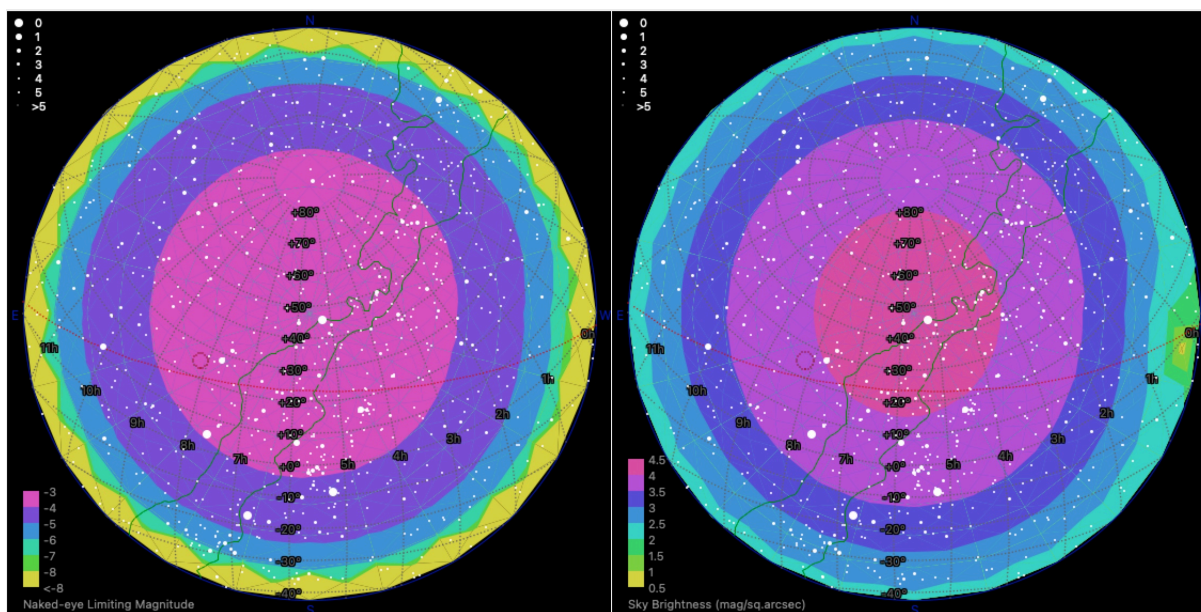 N
0
1
2
3
4
5
>5
+80°
+70°
+60°
+50°
+40°
+30°
+20°
+10°
+0°
-10°
-20°
-30°
-40°
E
W
11h
10h
9h
8h
7h
5h
4h
3h
2h
1h
0h
-3
-4
-5
-6
-7
-8
<-8
S
Naked-eye Limiting Magnitude
N
0
1
2
3
4
5
>5
+80°
+70°
+60°
+50°
+40°
+30°
+20°
+10°
+0°
-10°
-20°
-30°
-40°
E
11h
10h
9h
8h
7h
5h
4h
3h
2h
1h
0h
4.5
4
3.5
3
2.5
2
1.5
1
0.5
S
Sky Brightness (mag/sq.arcsec)